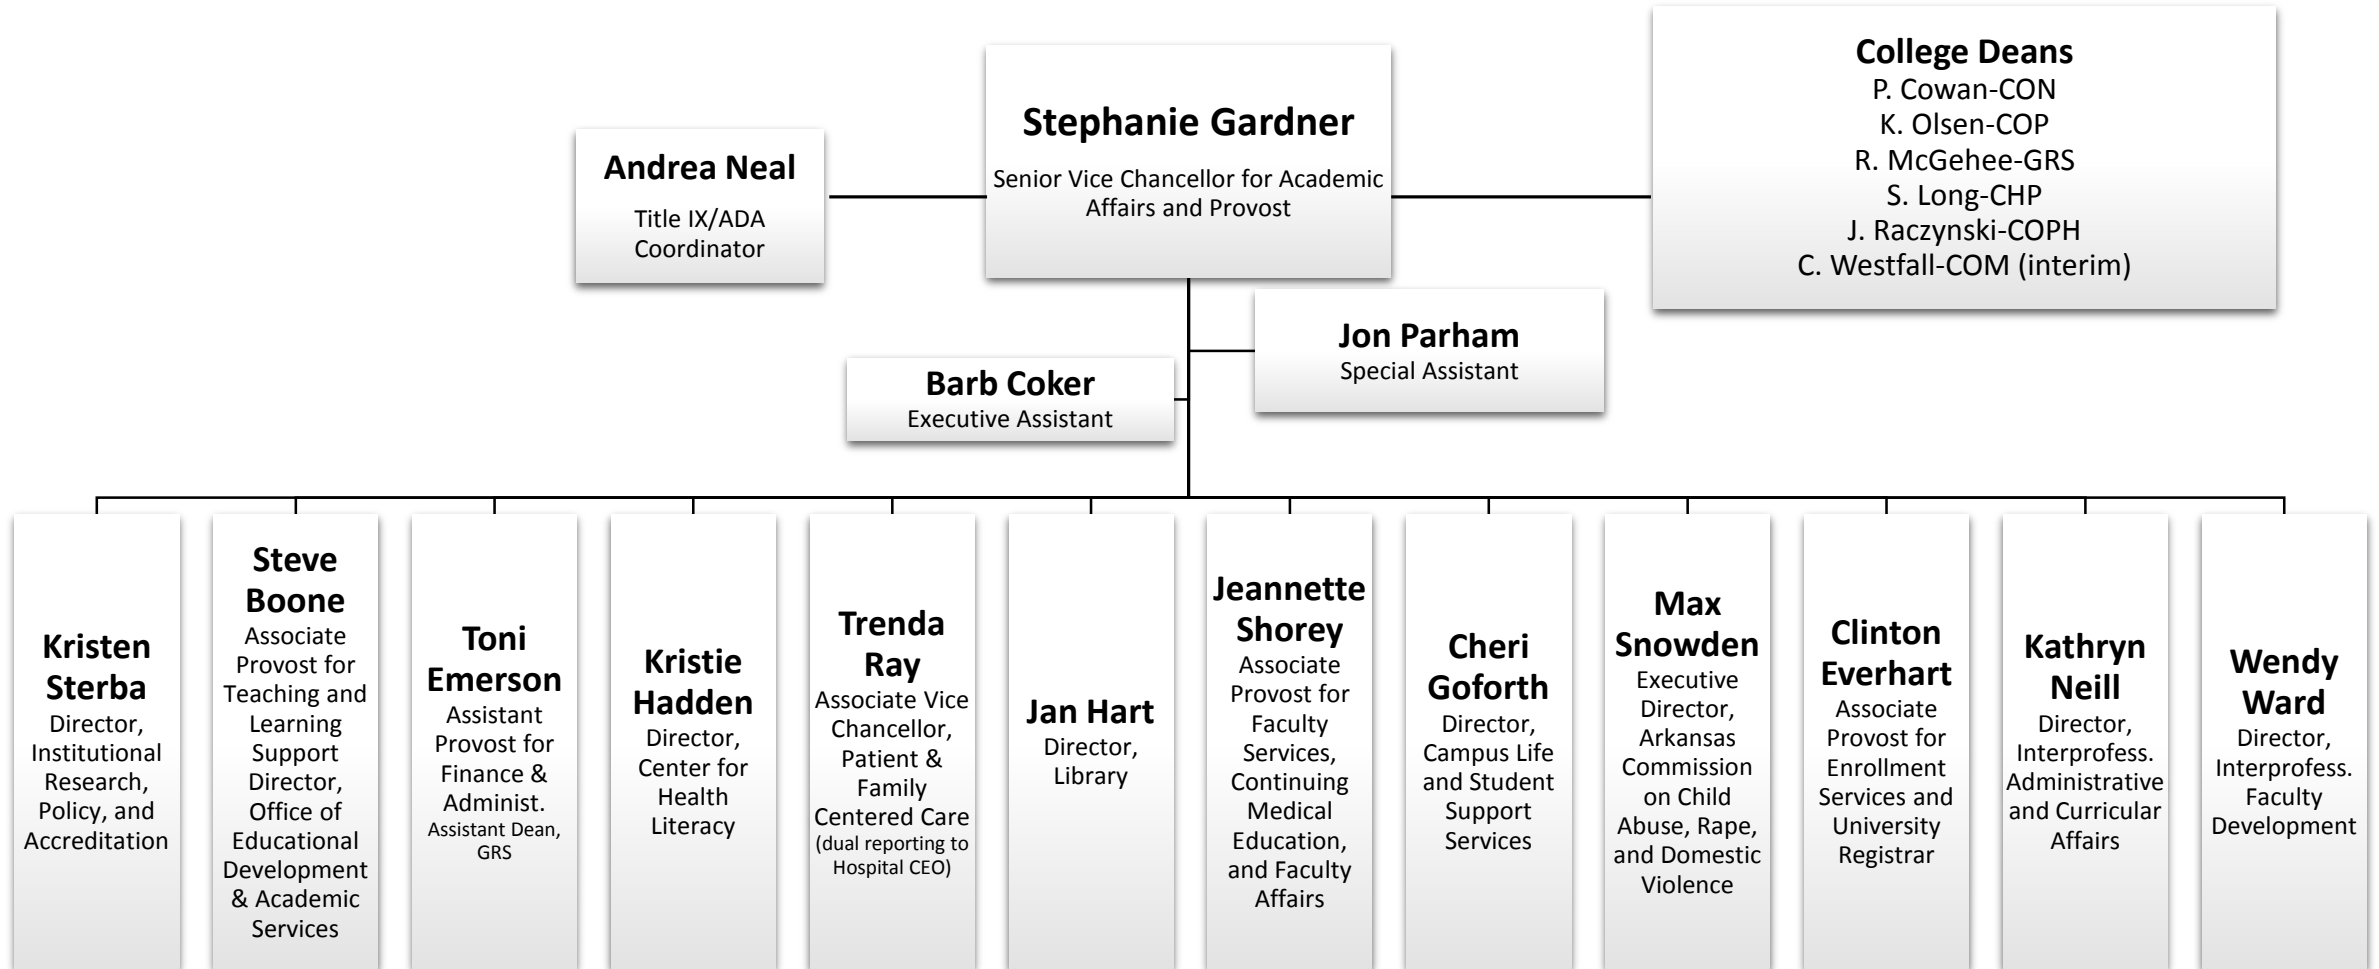 Andrea Neal
Title IX/ADA
Coordinator
Stephanie Gardner
Senior Vice Chancellor for Academic
Affairs and Provost
College Deans
P. Cowan-CON
K. Olsen-COP
R. McGehee-GRS
S. Long-CHP
J. Raczynski-COPH
C. Westfall-COM (interim)
Jon Parham
Special Assistant
Barb Coker
Executive Assistant
Kristen
Sterba
Director,
Institutional
Research,
Policy, and
Accreditation
Steve
Boone
Associate
Provost for
Teaching and
Learning
Support
Director,
Office of
Educational
Development
& Academic
Services
Toni
Emerson
Assistant
Provost for
Finance &
Administ.
Assistant Dean,
GRS
Kristie
Hadden
Director,
Center for
Health
Literacy
Trenda
Ray
Associate Vice
Chancellor,
Patient &
Family
Centered Care
(dual reporting to
Hospital CEO)
Jan Hart
Director,
Library
Jeannette
Shorey
Associate
Provost for
Faculty
Services,
Continuing
Medical
Education,
and Faculty
Affairs
Cheri
Goforth
Director,
Campus Life
and Student
Support
Services
Max
Snowden
Executive
Director,
Arkansas
Commission
on Child
Abuse, Rape,
and Domestic
Violence
Clinton
Everhart
Associate
Provost for
Enrollment
Services and
University
Registrar
Kathryn
Neill
Director,
Interprofess.
Administrative
and Curricular
Affairs
Wendy
Ward
Director,
Interprofess.
Faculty
Development